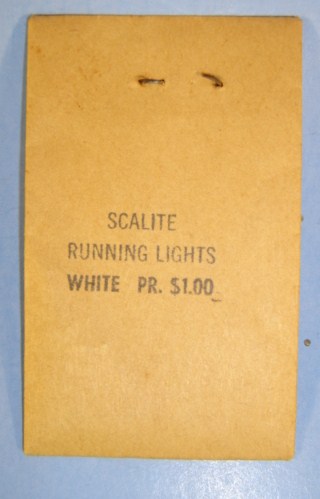 SCALITE
RUNNING LIGHTS
WHITE PR. $1.00